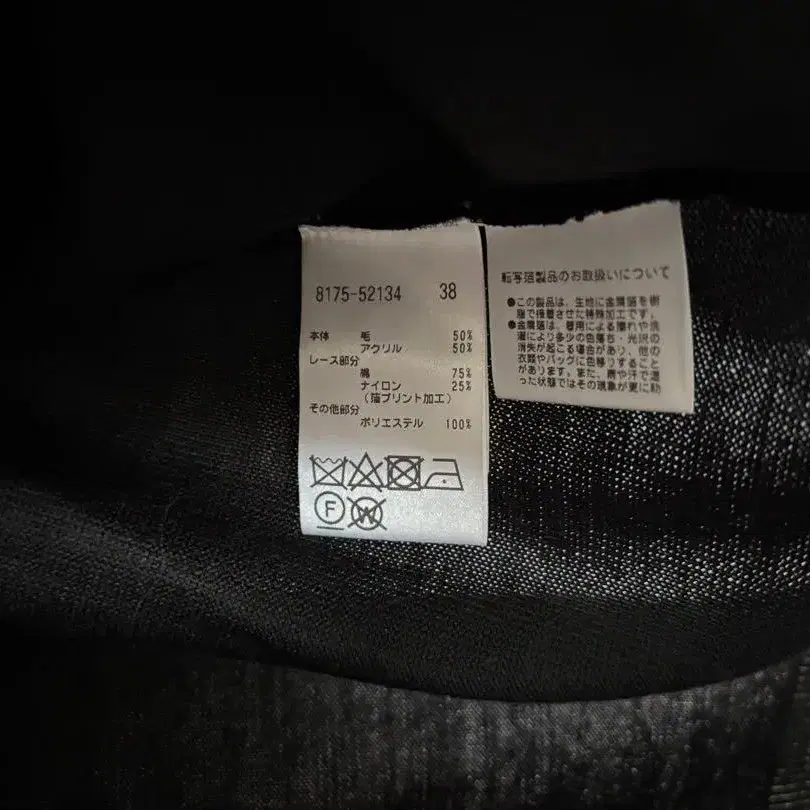 8175-52134 38
本体 毛 50%
アクリル 50%
レース部分
綿 75%
ナイロン 25%
(箔プリント加工)
その他部分
ポリエステル 100%
F
W
転写箔製品のお取扱いについて
●この製品は、生地に金属箔を樹
脂で接着させた特殊加工です。
●金属箔は、着用による擦れや洗
濯により多少の色落ち・光沢の
消失が起こる場合があり、他の
衣類やバッグに色移りすること
があります。また、雨や汗で湿
った状態ではその現象が更に助